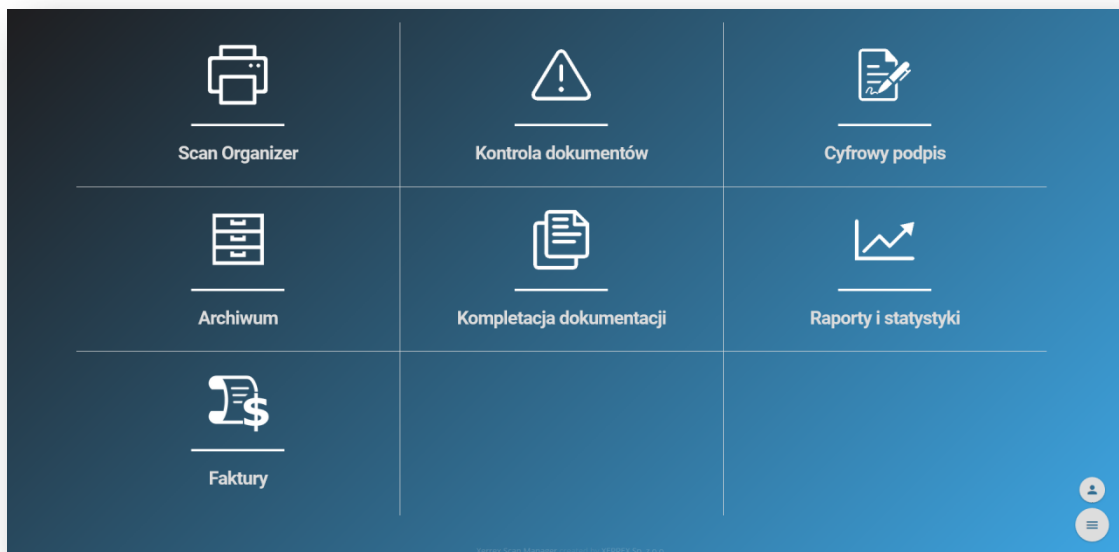 Scan Organizer
Kontrola dokumentów
Cyfrowy podpis
Archiwum
Kompletacja dokumentacji
Raporty i statystyki
Faktury